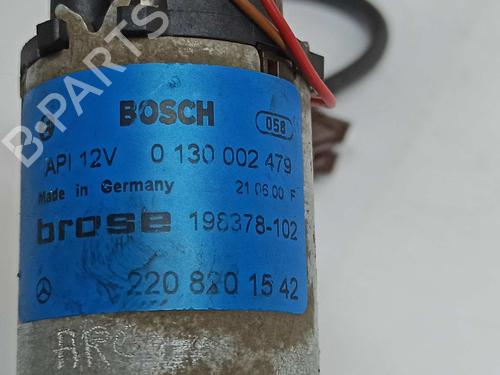 B-PARTS
BOSCH 058
API 12V 0 130 002 479
Made in Germany 21.06.00 F
brose 198378-102
220 820 15 42